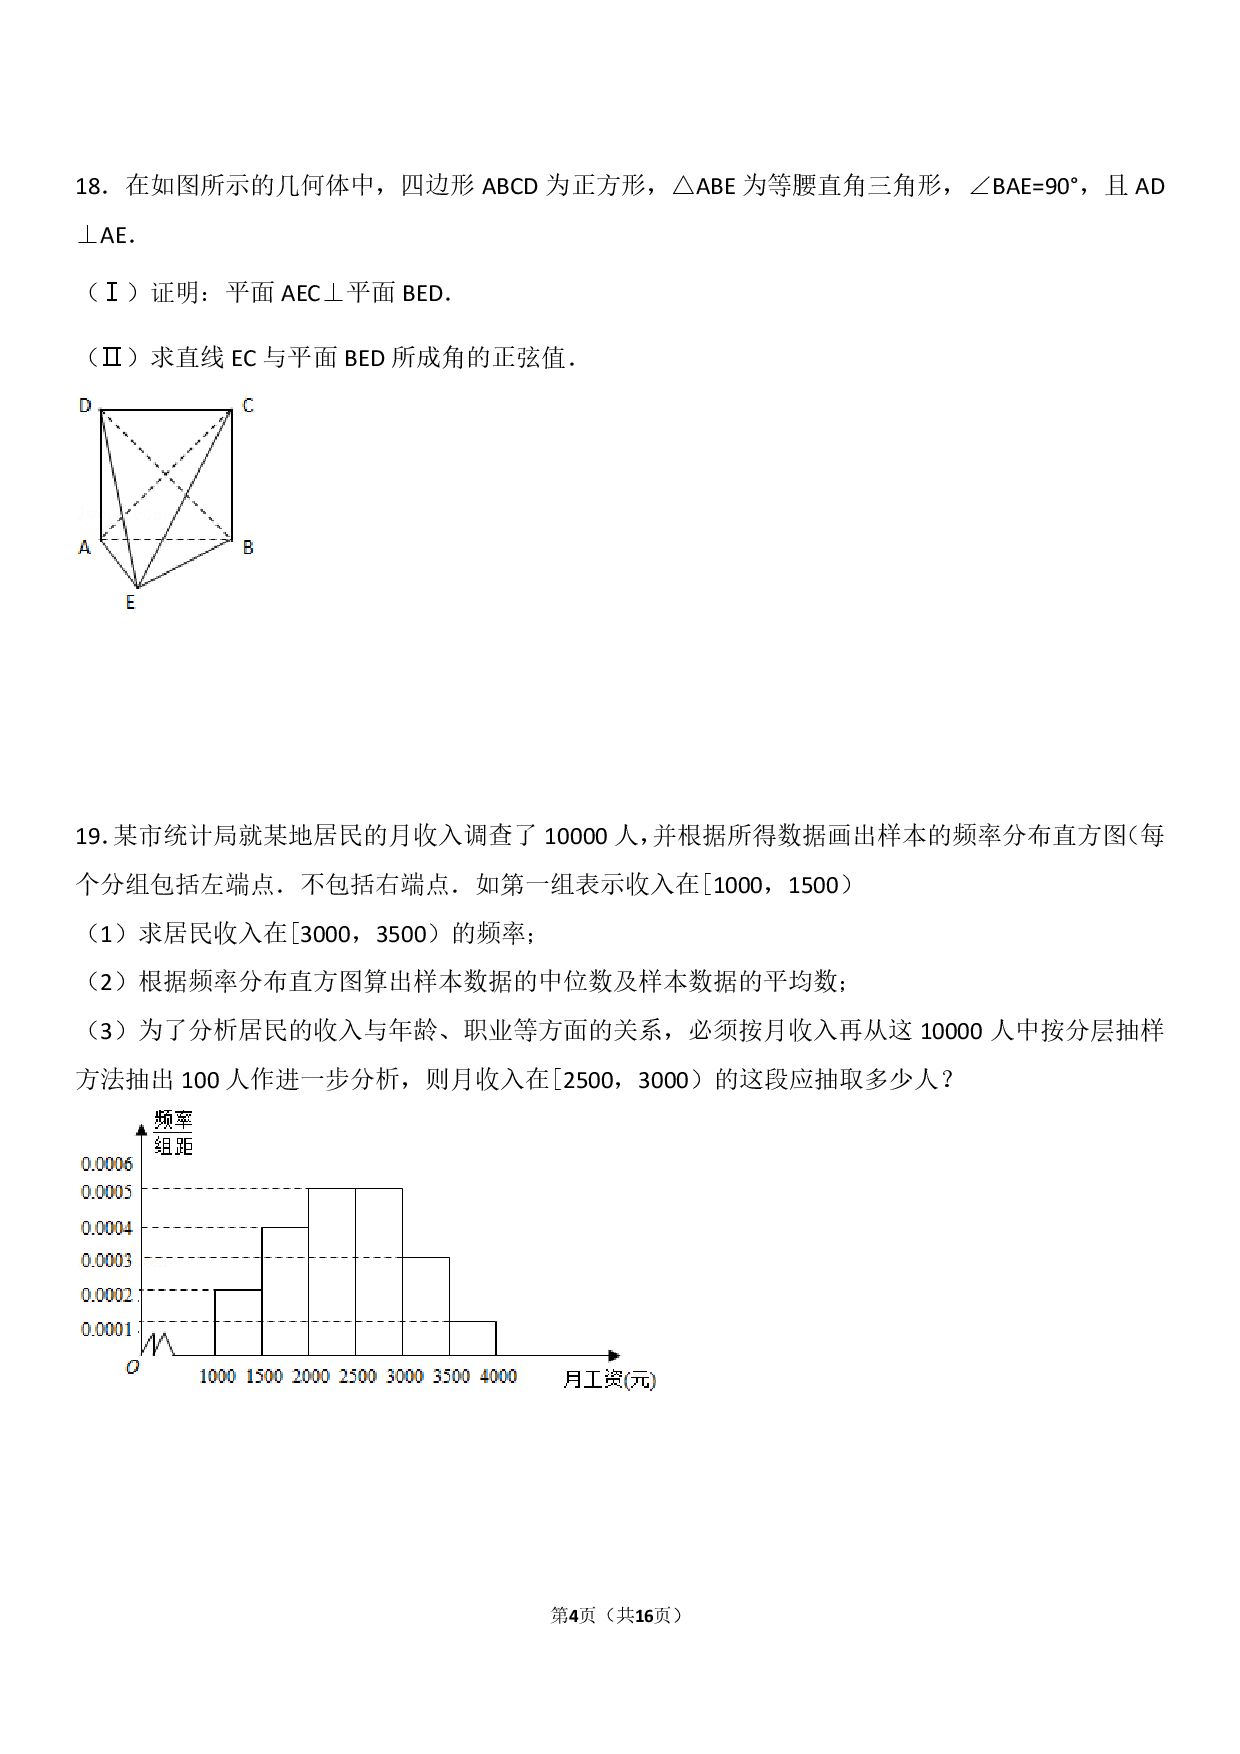 18．在如图所示的几何体中，四边形 ABCD 为正方形，△ABE 为等腰直角三角形，∠BAE=90°，且 AD
⊥AE．
（Ⅰ）证明：平面 AEC⊥平面 BED．
（Ⅱ）求直线 EC 与平面 BED 所成角的正弦值．
D
C
A
B
E
19．某市统计局就某地居民的月收入调查了 10000 人，并根据所得数据画出样本的频率分布直方图（每
个分组包括左端点．不包括右端点．如第一组表示收入在[1000，1500）
（1）求居民收入在[3000，3500）的频率；
（2）根据频率分布直方图算出样本数据的中位数及样本数据的平均数；
（3）为了分析居民的收入与年龄、职业等方面的关系，必须按月收入再从这 10000 人中按分层抽样
方法抽出 100 人作进一步分析，则月收入在[2500，3000）的这段应抽取多少人？
频率
组距
0.0006
0.0005
0.0004
0.0003
0.0002
0.0001
O
1000 1500 2000 2500 3000 3500 4000
月工资(元)
第4页（共16页）